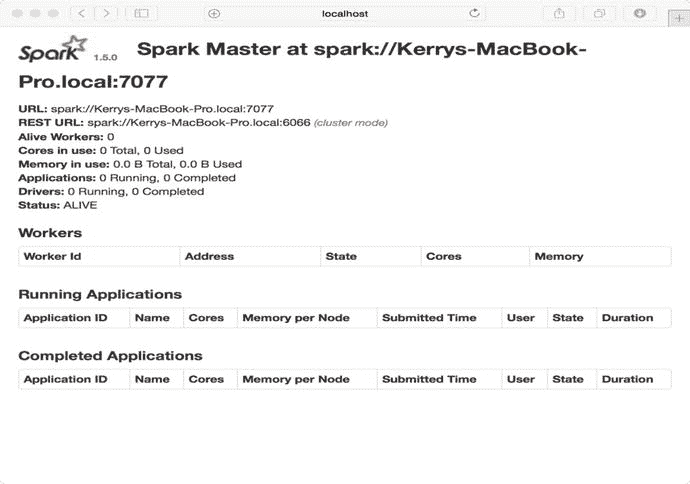 localhost
Spark 1.5.0 Spark Master at spark://Kerrys-MacBook-
Pro.local:7077
URL: spark://Kerrys-MacBook-Pro.local:7077
REST URL: spark://Kerrys-MacBook-Pro.local:6066 (cluster mode)
Alive Workers: 0
Cores in use: 0 Total, 0 Used
Memory in use: 0.0 B Total, 0.0 B Used
Applications: 0 Running, 0 Completed
Drivers: 0 Running, 0 Completed
Status: ALIVE
Workers
Worker Id Address State Cores Memory
Running Applications
Application ID Name Cores Memory per Node Submitted Time User State Duration
Completed Applications
Application ID Name Cores Memory per Node Submitted Time User State Duration